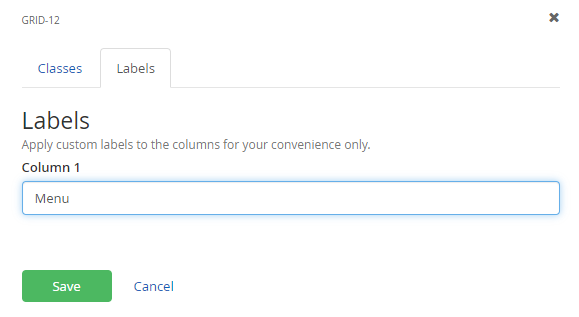 GRID-12
Classes Labels
Labels
Apply custom labels to the columns for your convenience only.
Column 1
Menu
Save Cancel